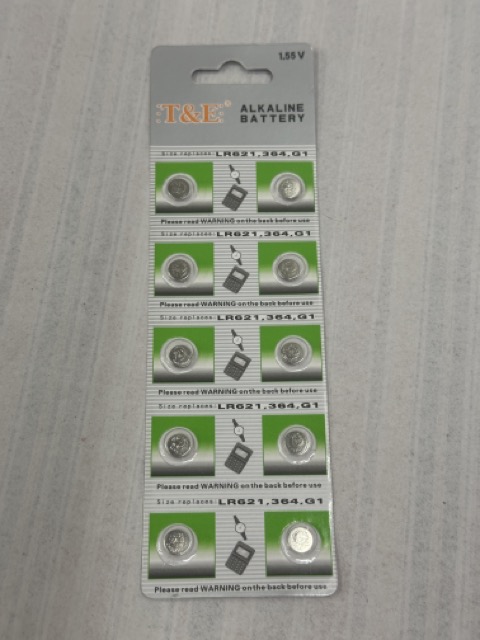 1.55 V
T&E®
ALKALINE
BATTERY
Size replaces: LR621,364,G1
Please read WARNING on the back before use
Size replaces: LR621,364,G1
Please read WARNING on the back before use
Size replaces: LR621,364,G1
Please read WARNING on the back before use
Size replaces: LR621,364,G1
Please read WARNING on the back before use
Size replaces: LR621,364,G1
Please read WARNING on the back before use